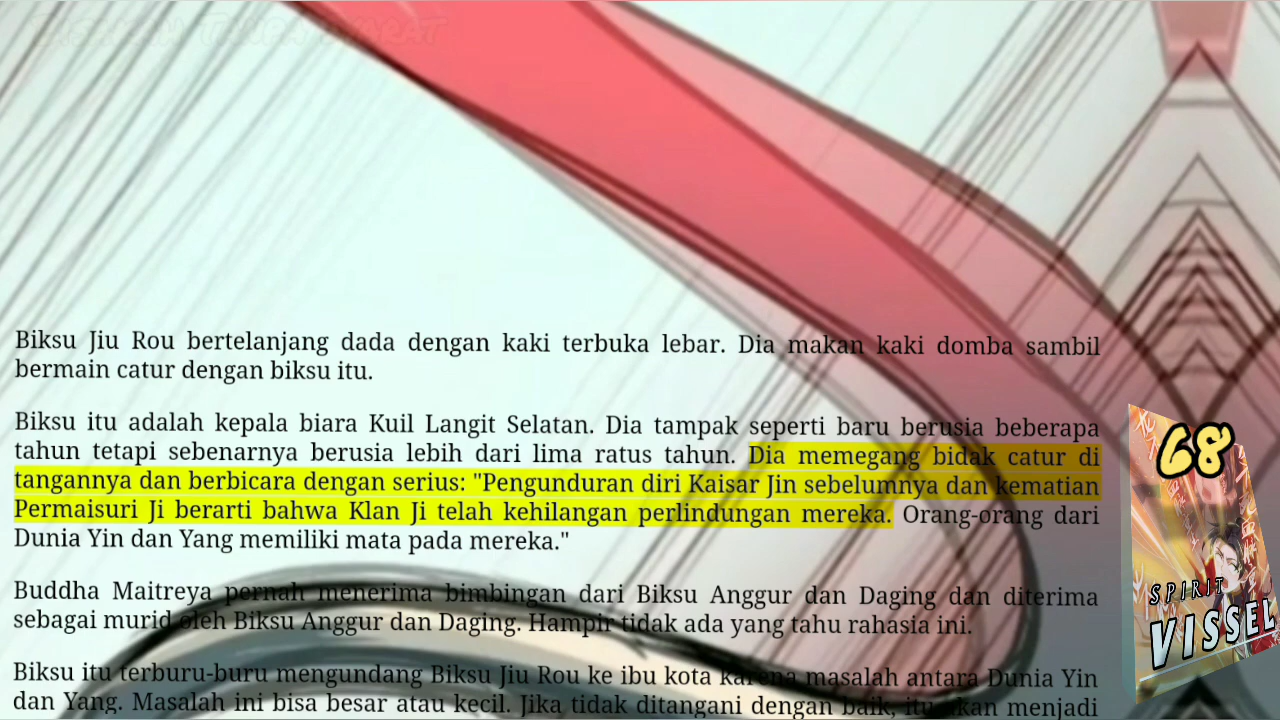 Biksu Jiu Rou bertelanjang dada dengan kaki terbuka lebar. Dia makan kaki domba sambil
bermain catur dengan biksu itu.
Biksu itu adalah kepala biara Kuil Langit Selatan. Dia tampak seperti baru berusia beberapa
tahun tetapi sebenarnya berusia lebih dari lima ratus tahun. Dia memegang bidak catur di
tangannya dan berbicara dengan serius: "Pengunduran diri Kaisar Jin sebelumnya dan kematian
Permaisuri Ji berarti bahwa Klan Ji telah kehilangan perlindungan mereka. Orang-orang dari
Dunia Yin dan Yang memiliki mata pada mereka."
Buddha Maitreya pernah menerima bimbingan dari Biksu Anggur dan Daging dan diterima
sebagai murid oleh Biksu Anggur dan Daging. Hampir tidak ada yang tahu rahasia ini.
Biksu itu terburu-buru mengundang Biksu Jiu Rou ke ibu kota karena masalah antara Dunia Yin
dan Yang. Masalah ini bisa besar atau kecil. Jika tidak ditangani dengan baik, itu akan menjadi
68
SPIRIT
VISSEL